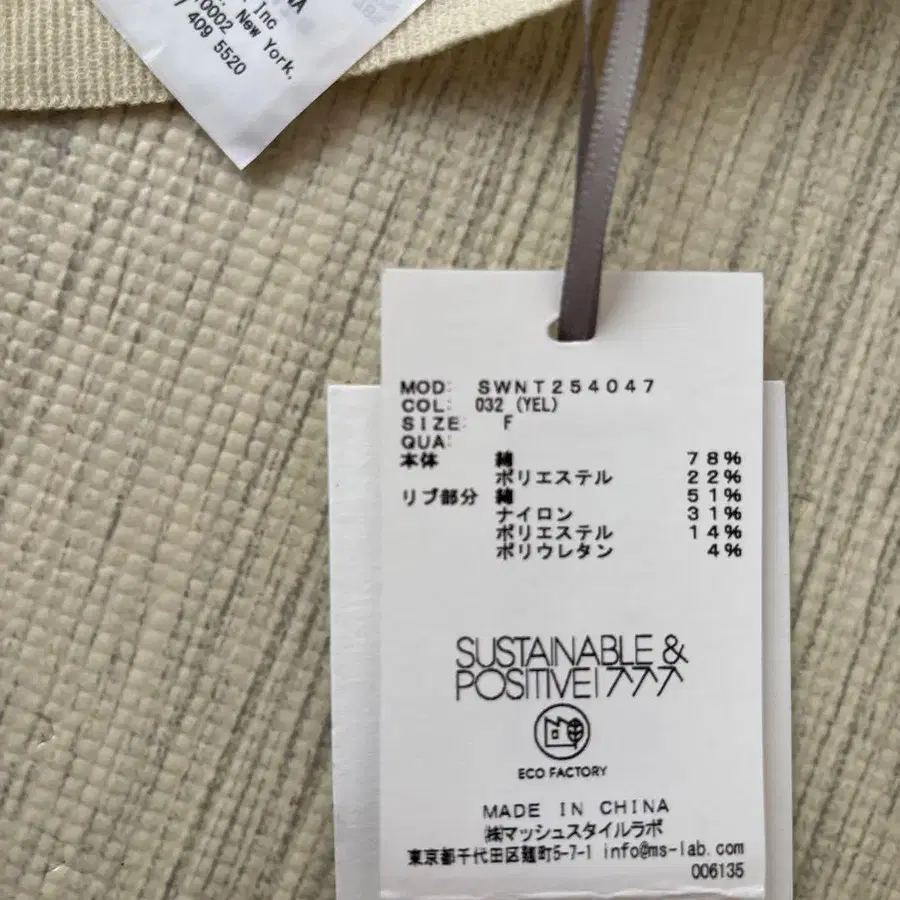 Inc
New York,
0002
409 5520
MOD: SWNT254047
COL: 032 (YEL)
SIZE: F
QUA:
本体 綿 78%
ポリエステル 22%
リブ部分 綿 51%
ナイロン 31%
ポリエステル 14%
ポリウレタン 4%
SUSTAINABLE &
POSITIVE!
ECO FACTORY
MADE IN CHINA
㈱マッシュスタイルラボ
東京都千代田区麹町5-7-1 info@ms-lab.com
006135